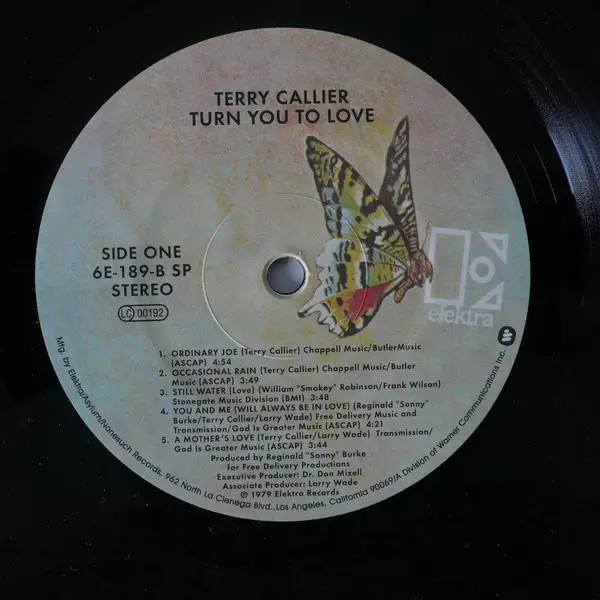 TERRY CALLIER
TURN YOU TO LOVE
SIDE ONE
6E-189-B SP
STEREO
LC 00192
elektra
1. ORDINARY JOE (Terry Callier) Chappell Music/ButlerMusic
(ASCAP) 4:54
2. OCCASIONAL RAIN (Terry Callier) Chappell Music/Butler
Music (ASCAP) 3:49
3. STILL WATER (Love) (William "Smokey" Robinson/Frank Wilson)
Stonegate Music Division (BMI) 3:48
4. YOU AND ME (WILL ALWAYS BE IN LOVE) (Reginald "Sonny"
Burke/Terry Callier/Larry Wade) Free Delivery Music and
Transmission/God Is Greater Music (ASCAP) 4:21
5. A MOTHER'S LOVE (Terry Callier/Larry Wade) Transmission/
God Is Greater Music (ASCAP) 3:44
Produced by Reginald "Sonny" Burke
for Free Delivery Productions
Executive Producer: Dr. Don Mizell
Associate Producer: Larry Wade
℗ © 1979 Elektra Records
Mfg. by Elektra/Asylum/Nonesuch Records, 962 North La Cienega Blvd., Los Angeles, California 90069/A Division of Warner Communications Inc.